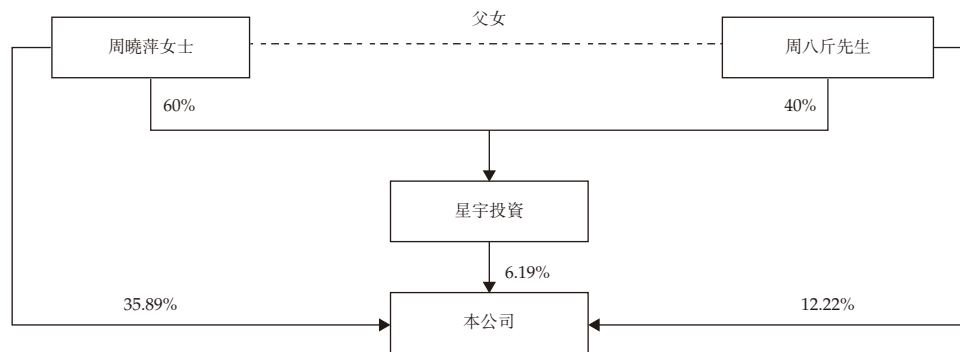 父女
周曉萍女士
周八斤先生
60%
40%
星宇投資
6.19%
35.89%
12.22%
本公司